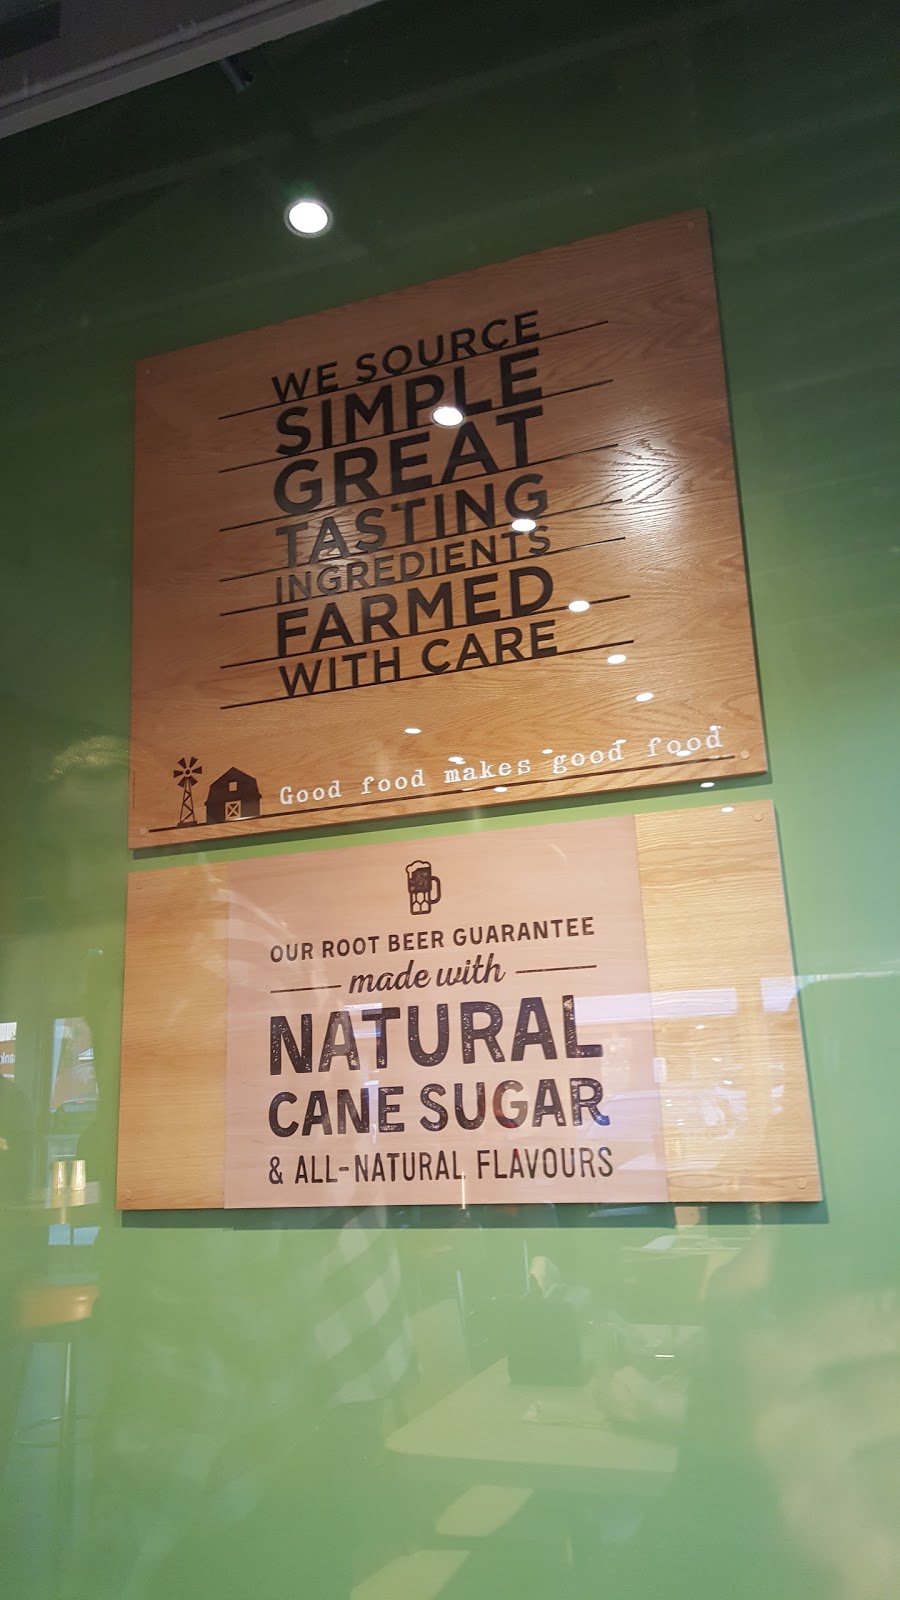 WE SOURCE
SIMPLE
GREAT
TASTING
INGREDIENTS
FARMED
WITH CARE
Good food makes good food
OUR ROOT BEER GUARANTEE
made with
NATURAL
CANE SUGAR
& ALL-NATURAL FLAVOURS